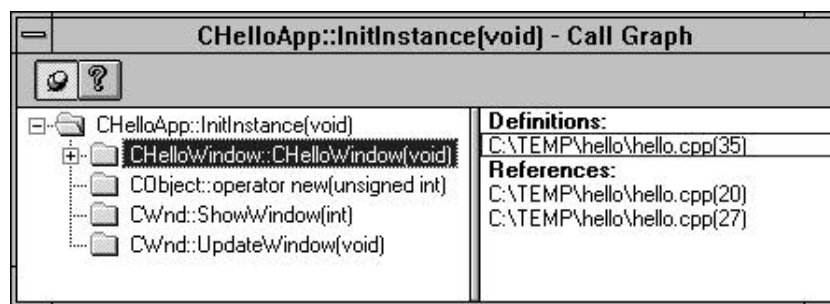 CHelloApp::InitInstance(void) - Call Graph
CHelloApp::InitInstance(void)
CHelloWindow::CHelloWindow(void)
CObject::operator new(unsigned int)
CWnd::ShowWindow(int)
CWnd::UpdateWindow(void)
Definitions:
C:\TEMP\hello\hello.cpp(35)
References:
C:\TEMP\hello\hello.cpp(20)
C:\TEMP\hello\hello.cpp(27)